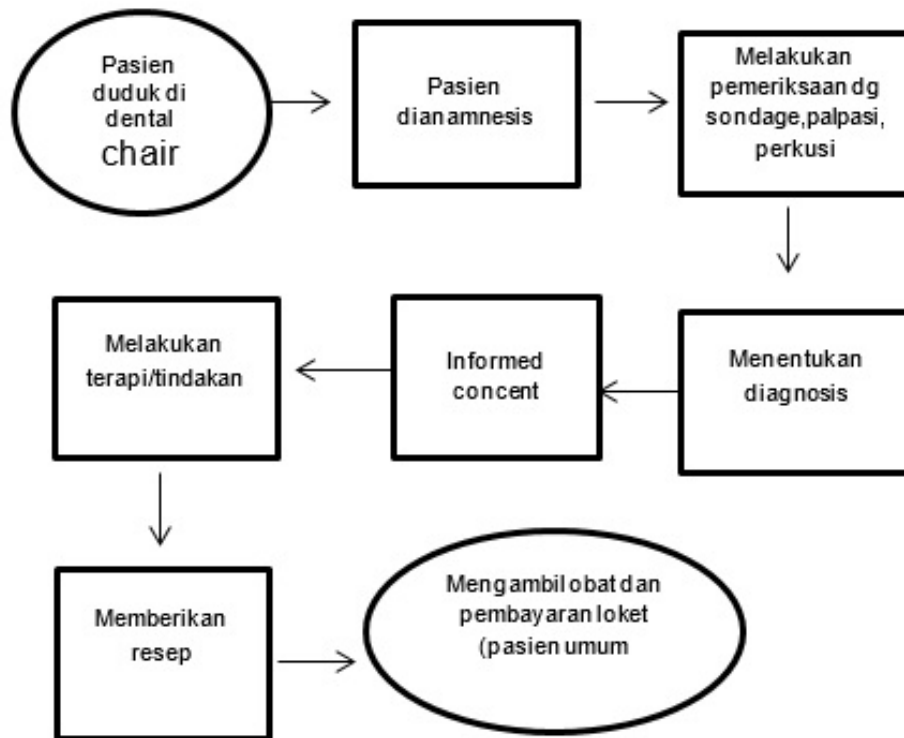 Pasien
duduk di
dental
chair
Pasien
dianamnesis
Melakukan
pemeriksaan dg
sondage,palpasi,
perkusi
Menentukan
diagnosis
Informed
concent
Melakukan
terapi/tindakan
Memberikan
resep
Mengambil obat dan
pembayaran loket
(pasien umum